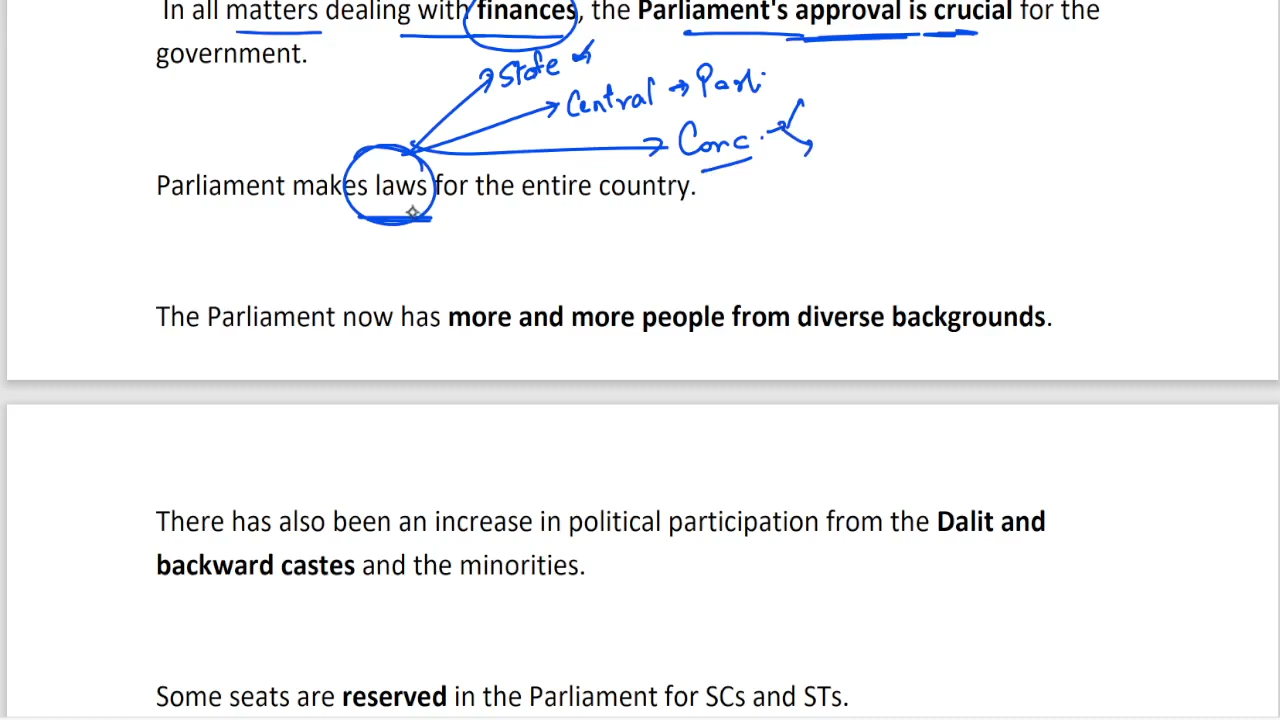 In all matters dealing with finances, the Parliament's approval is crucial for the
government.
State
Central → Parli
Conc.
Parliament makes laws for the entire country.
The Parliament now has more and more people from diverse backgrounds.
There has also been an increase in political participation from the Dalit and
backward castes and the minorities.
Some seats are reserved in the Parliament for SCs and STs.